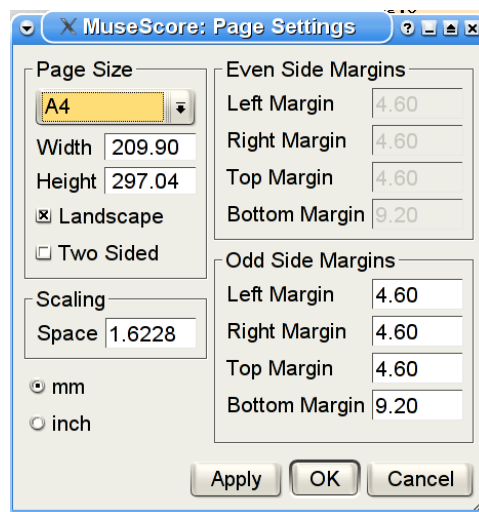 MuseScore: Page Settings
Page Size
A4
Width 209.90
Height 297.04
Landscape
Two Sided
Scaling
Space 1.6228
mm
inch
Even Side Margins
Left Margin 4.60
Right Margin 4.60
Top Margin 4.60
Bottom Margin 9.20
Odd Side Margins
Left Margin 4.60
Right Margin 4.60
Top Margin 4.60
Bottom Margin 9.20
Apply OK Cancel